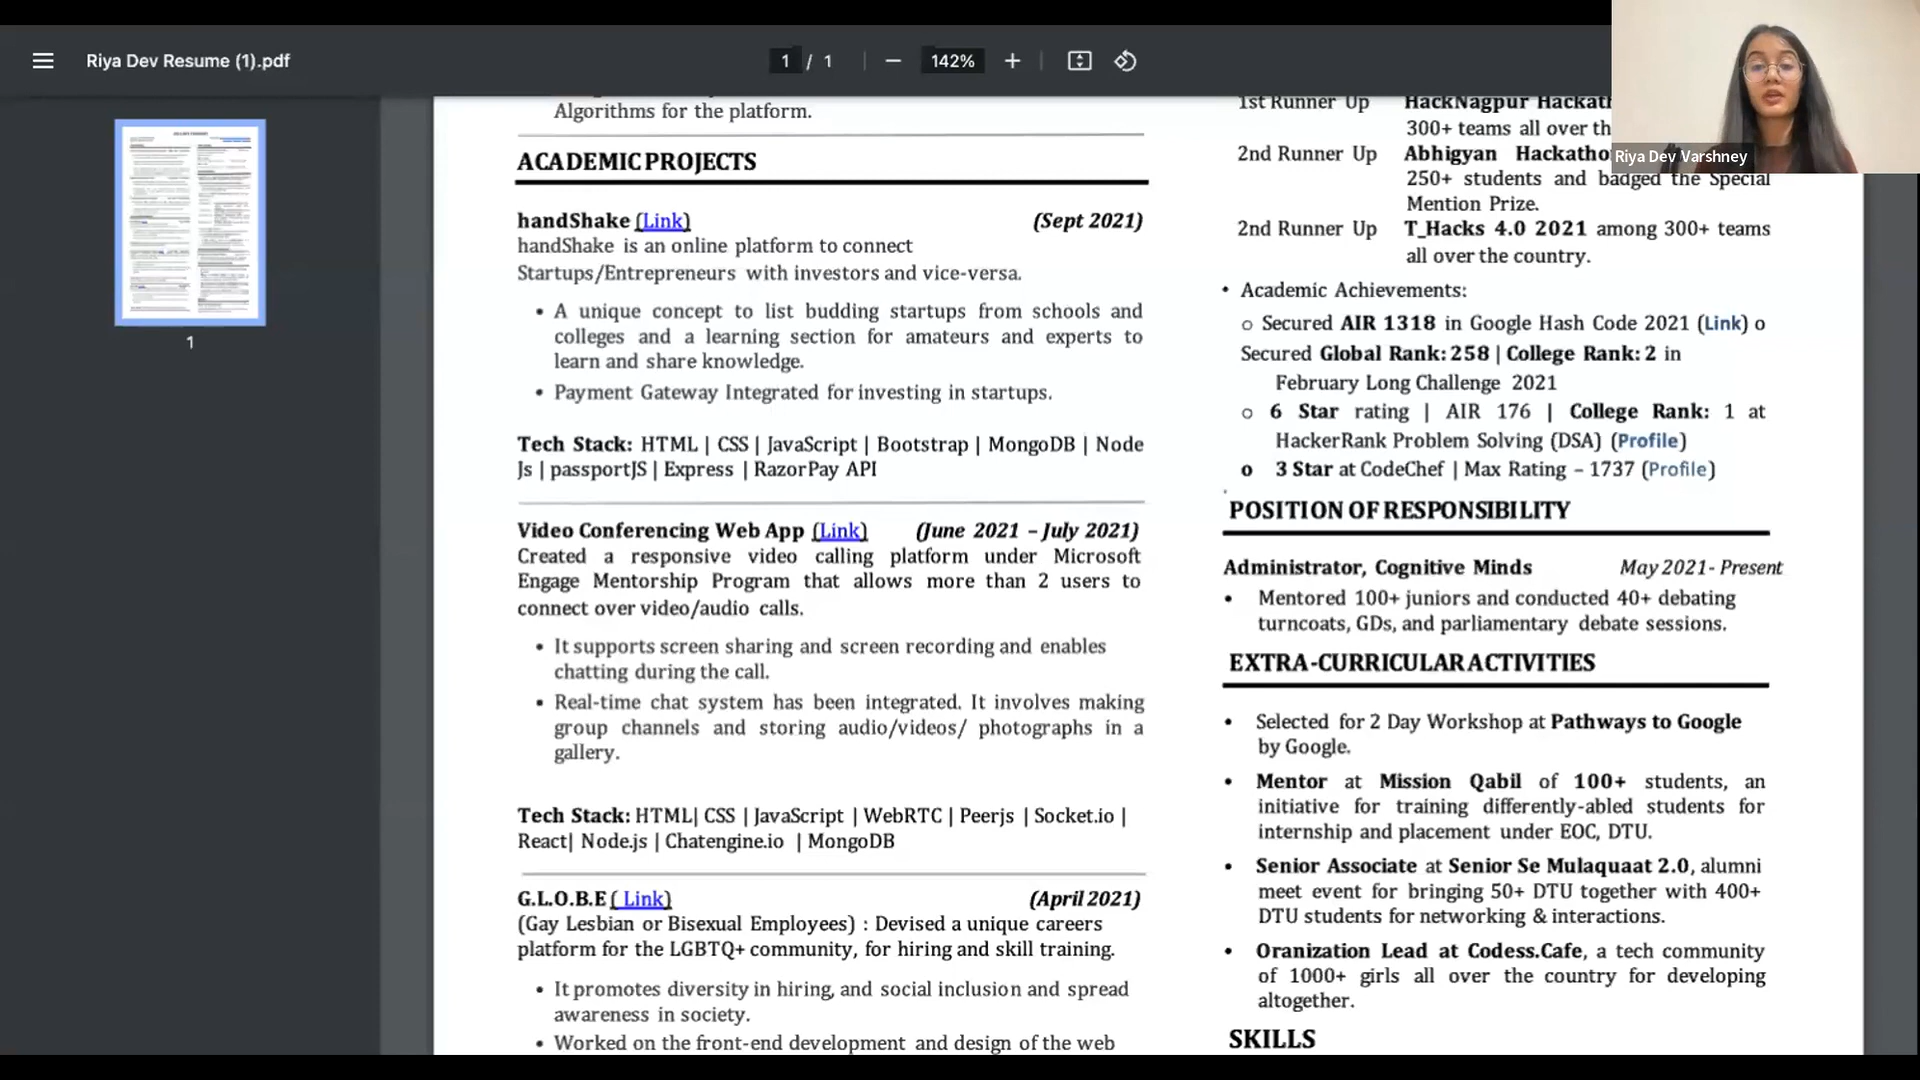 Riya Dev Resume (1).pdf
1 / 1
142%
Riya Dev Varshney
1
Algorithms for the platform.
ACADEMIC PROJECTS
handShake (Link) (Sept 2021)
handShake is an online platform to connect
Startups/Entrepreneurs with investors and vice-versa.
• A unique concept to list budding startups from schools and
colleges and a learning section for amateurs and experts to
learn and share knowledge.
• Payment Gateway Integrated for investing in startups.
Tech Stack: HTML | CSS | JavaScript | Bootstrap | MongoDB | Node
Js | passportJS | Express | RazorPay API
Video Conferencing Web App (Link) (June 2021 – July 2021)
Created a responsive video calling platform under Microsoft
Engage Mentorship Program that allows more than 2 users to
connect over video/audio calls.
• It supports screen sharing and screen recording and enables
chatting during the call.
• Real-time chat system has been integrated. It involves making
group channels and storing audio/videos/ photographs in a
gallery.
Tech Stack: HTML| CSS | JavaScript | WebRTC | Peerjs | Socket.io |
React| Node.js | Chatengine.io | MongoDB
G.L.O.B.E ( Link) (April 2021)
(Gay Lesbian or Bisexual Employees) : Devised a unique careers
platform for the LGBTQ+ community, for hiring and skill training.
• It promotes diversity in hiring, and social inclusion and spread
awareness in society.
• Worked on the front-end development and design of the web
1st Runner Up HackNagpur
300+ teams all over
2nd Runner Up Abhigyan
250+ students and badged the Special
Mention Prize.
2nd Runner Up T_Hacks 4.0 2021 among 300+ teams
all over the country.
• Academic Achievements:
o Secured AIR 1318 in Google Hash Code 2021 (Link) o
Secured Global Rank: 258 | College Rank: 2 in
February Long Challenge 2021
o 6 Star rating | AIR 176 | College Rank: 1 at
HackerRank Problem Solving (DSA) (Profile)
o 3 Star at CodeChef | Max Rating – 1737 (Profile)
POSITION OF RESPONSIBILITY
Administrator, Cognitive Minds May 2021- Present
• Mentored 100+ juniors and conducted 40+ debating
turncoats, GDs, and parliamentary debate sessions.
EXTRA-CURRICULAR ACTIVITIES
• Selected for 2 Day Workshop at Pathways to Google
by Google.
• Mentor at Mission Qabil of 100+ students, an
initiative for training differently-abled students for
internship and placement under EOC, DTU.
• Senior Associate at Senior Se Mulaquaat 2.0, alumni
meet event for bringing 50+ DTU together with 400+
DTU students for networking & interactions.
• Oranization Lead at Codess.Cafe, a tech community
of 1000+ girls all over the country for developing
altogether.
SKILLS